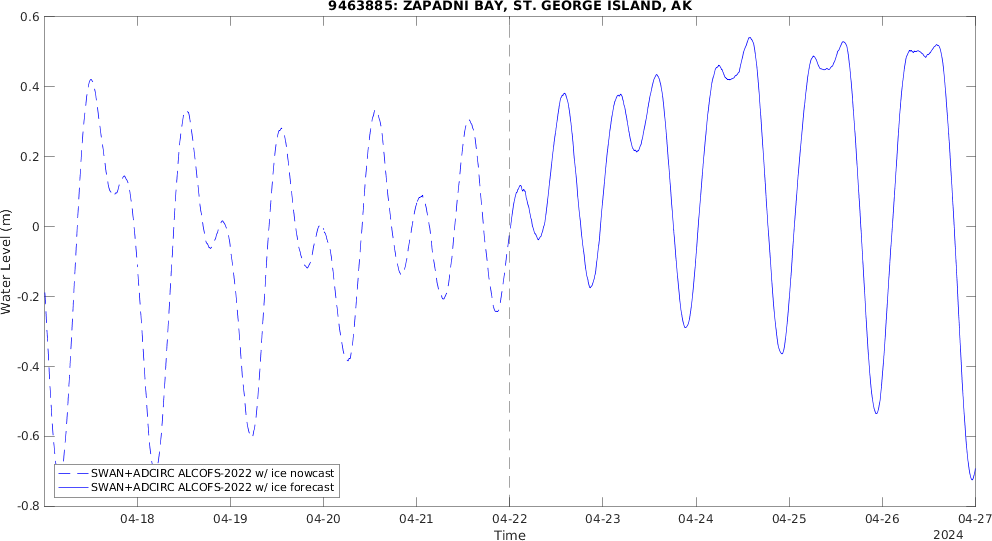 9463885: ZAPADNI BAY, ST. GEORGE ISLAND, AK
0.6
0.4
0.2
0
-0.2
-0.4
-0.6
-0.8
Water Level (m)
SWAN+ADCIRC ALCOFS-2022 w/ ice nowcast
SWAN+ADCIRC ALCOFS-2022 w/ ice forecast
04-18 04-19 04-20 04-21 04-22 04-23 04-24 04-25 04-26 04-27
Time
2024